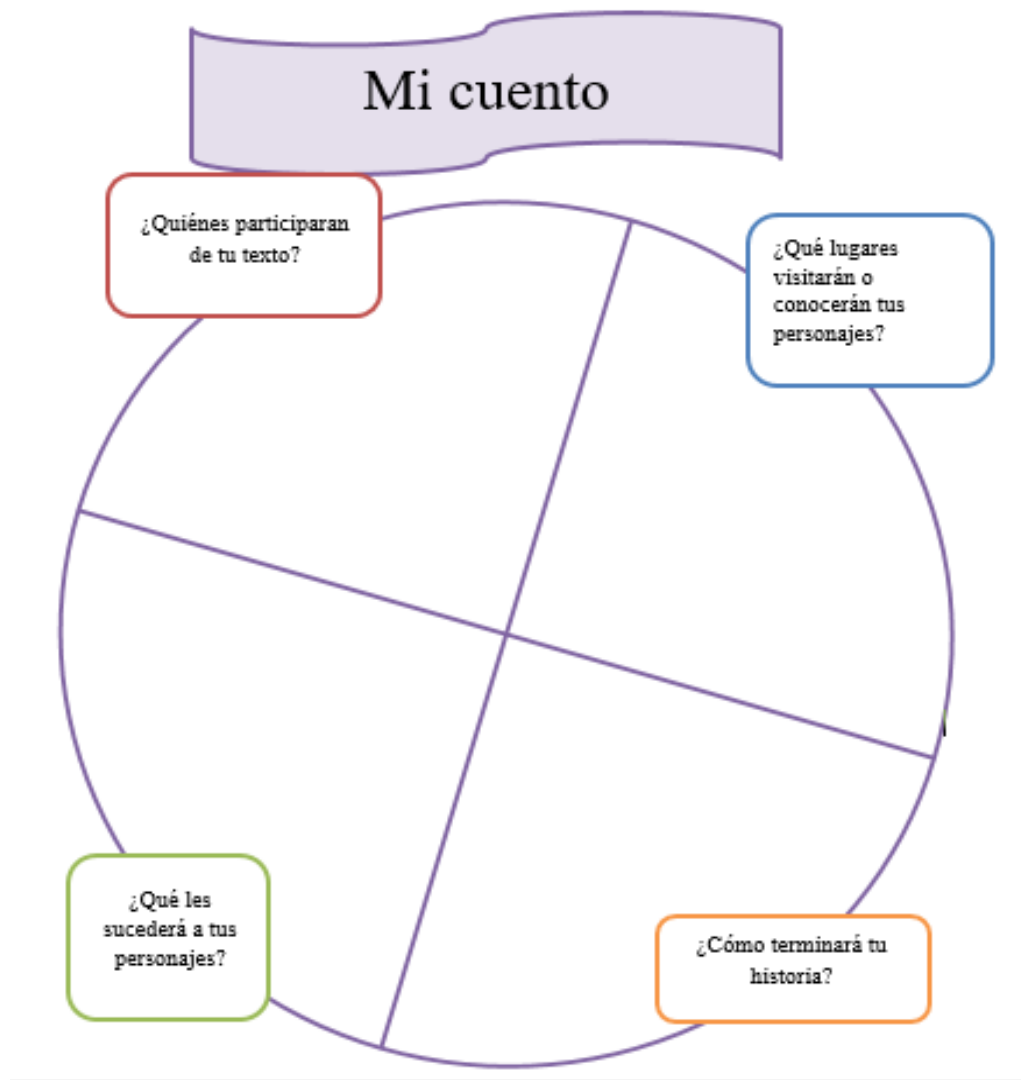 Mi cuento
¿Quiénes participaran
de tu texto?
¿Qué lugares
visitarán o
conocerán tus
personajes?
¿Qué les
sucederá a tus
personajes?
¿Cómo terminará tu
historia?